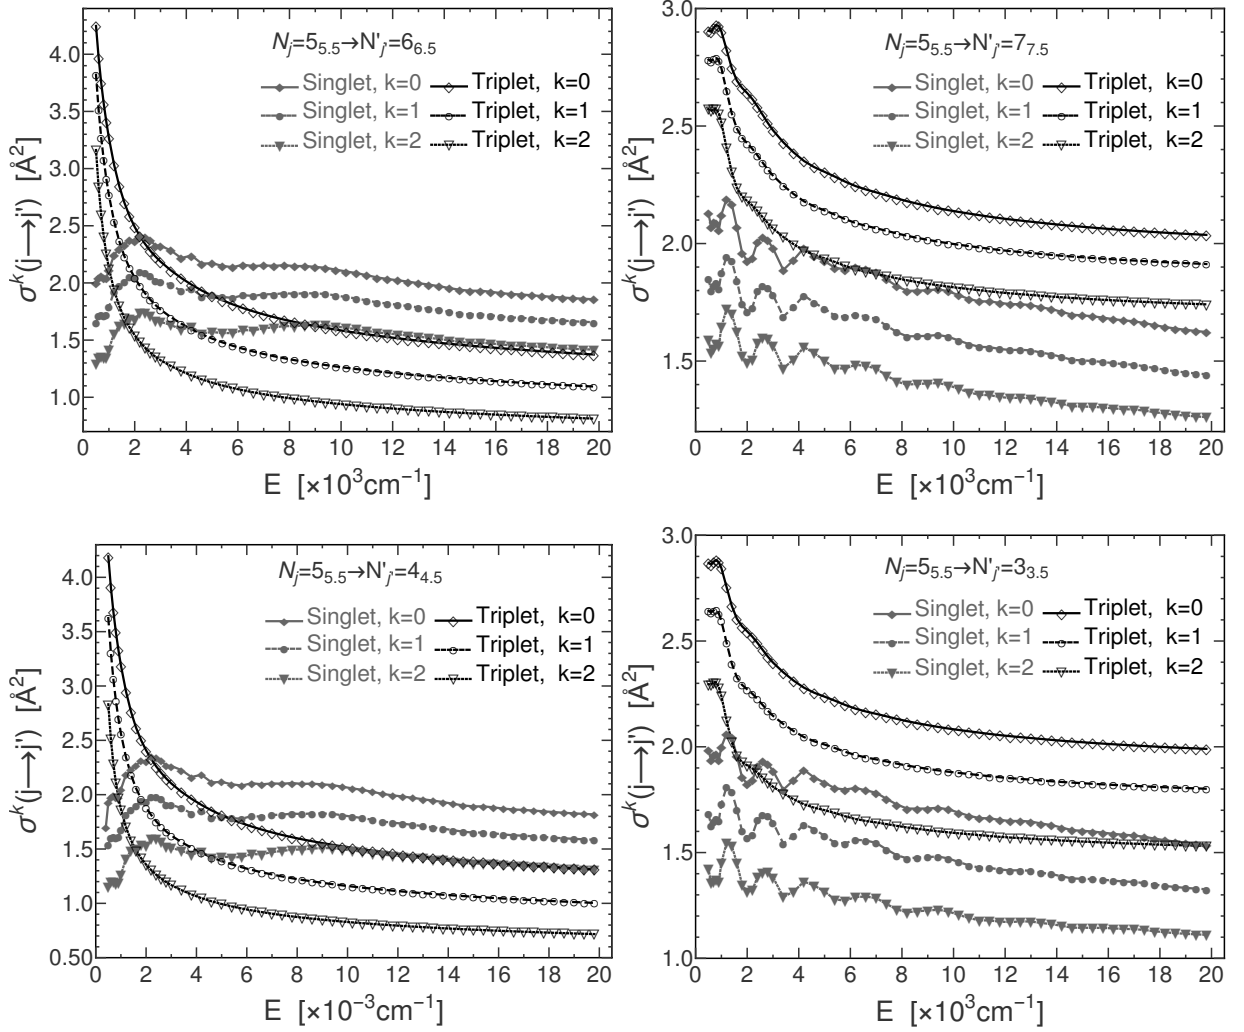 N_j=5_5.5→N'_j'=6_6.5
Singlet, k=0 Triplet, k=0
Singlet, k=1 Triplet, k=1
Singlet, k=2 Triplet, k=2
σ^k(j⟶j') [Å^2]
4.0
3.5
3.0
2.5
2.0
1.5
1.0
0 2 4 6 8 10 12 14 16 18 20
E [×10^3cm^−1]
N_j=5_5.5→N'_j'=7_7.5
Singlet, k=0 Triplet, k=0
Singlet, k=1 Triplet, k=1
Singlet, k=2 Triplet, k=2
σ^k(j⟶j') [Å^2]
3.0
2.5
2.0
1.5
0 2 4 6 8 10 12 14 16 18 20
E [×10^3cm^−1]
N_j=5_5.5→N'_j'=4_4.5
Singlet, k=0 Triplet, k=0
Singlet, k=1 Triplet, k=1
Singlet, k=2 Triplet, k=2
σ^k(j⟶j') [Å^2]
4.0
3.5
3.0
2.5
2.0
1.5
1.0
0.50
0 2 4 6 8 10 12 14 16 18 20
E [×10^−3cm^−1]
N_j=5_5.5→N'_j'=3_3.5
Singlet, k=0 Triplet, k=0
Singlet, k=1 Triplet, k=1
Singlet, k=2 Triplet, k=2
σ^k(j⟶j') [Å^2]
3.0
2.5
2.0
1.5
1.0
0 2 4 6 8 10 12 14 16 18 20
E [×10^3cm^−1]